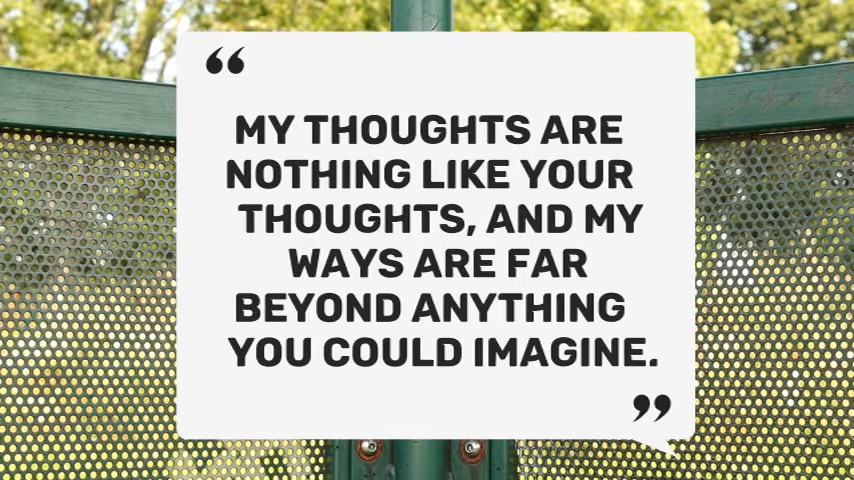 “
MY THOUGHTS ARE
NOTHING LIKE YOUR
THOUGHTS, AND MY
WAYS ARE FAR
BEYOND ANYTHING
YOU COULD IMAGINE.
”